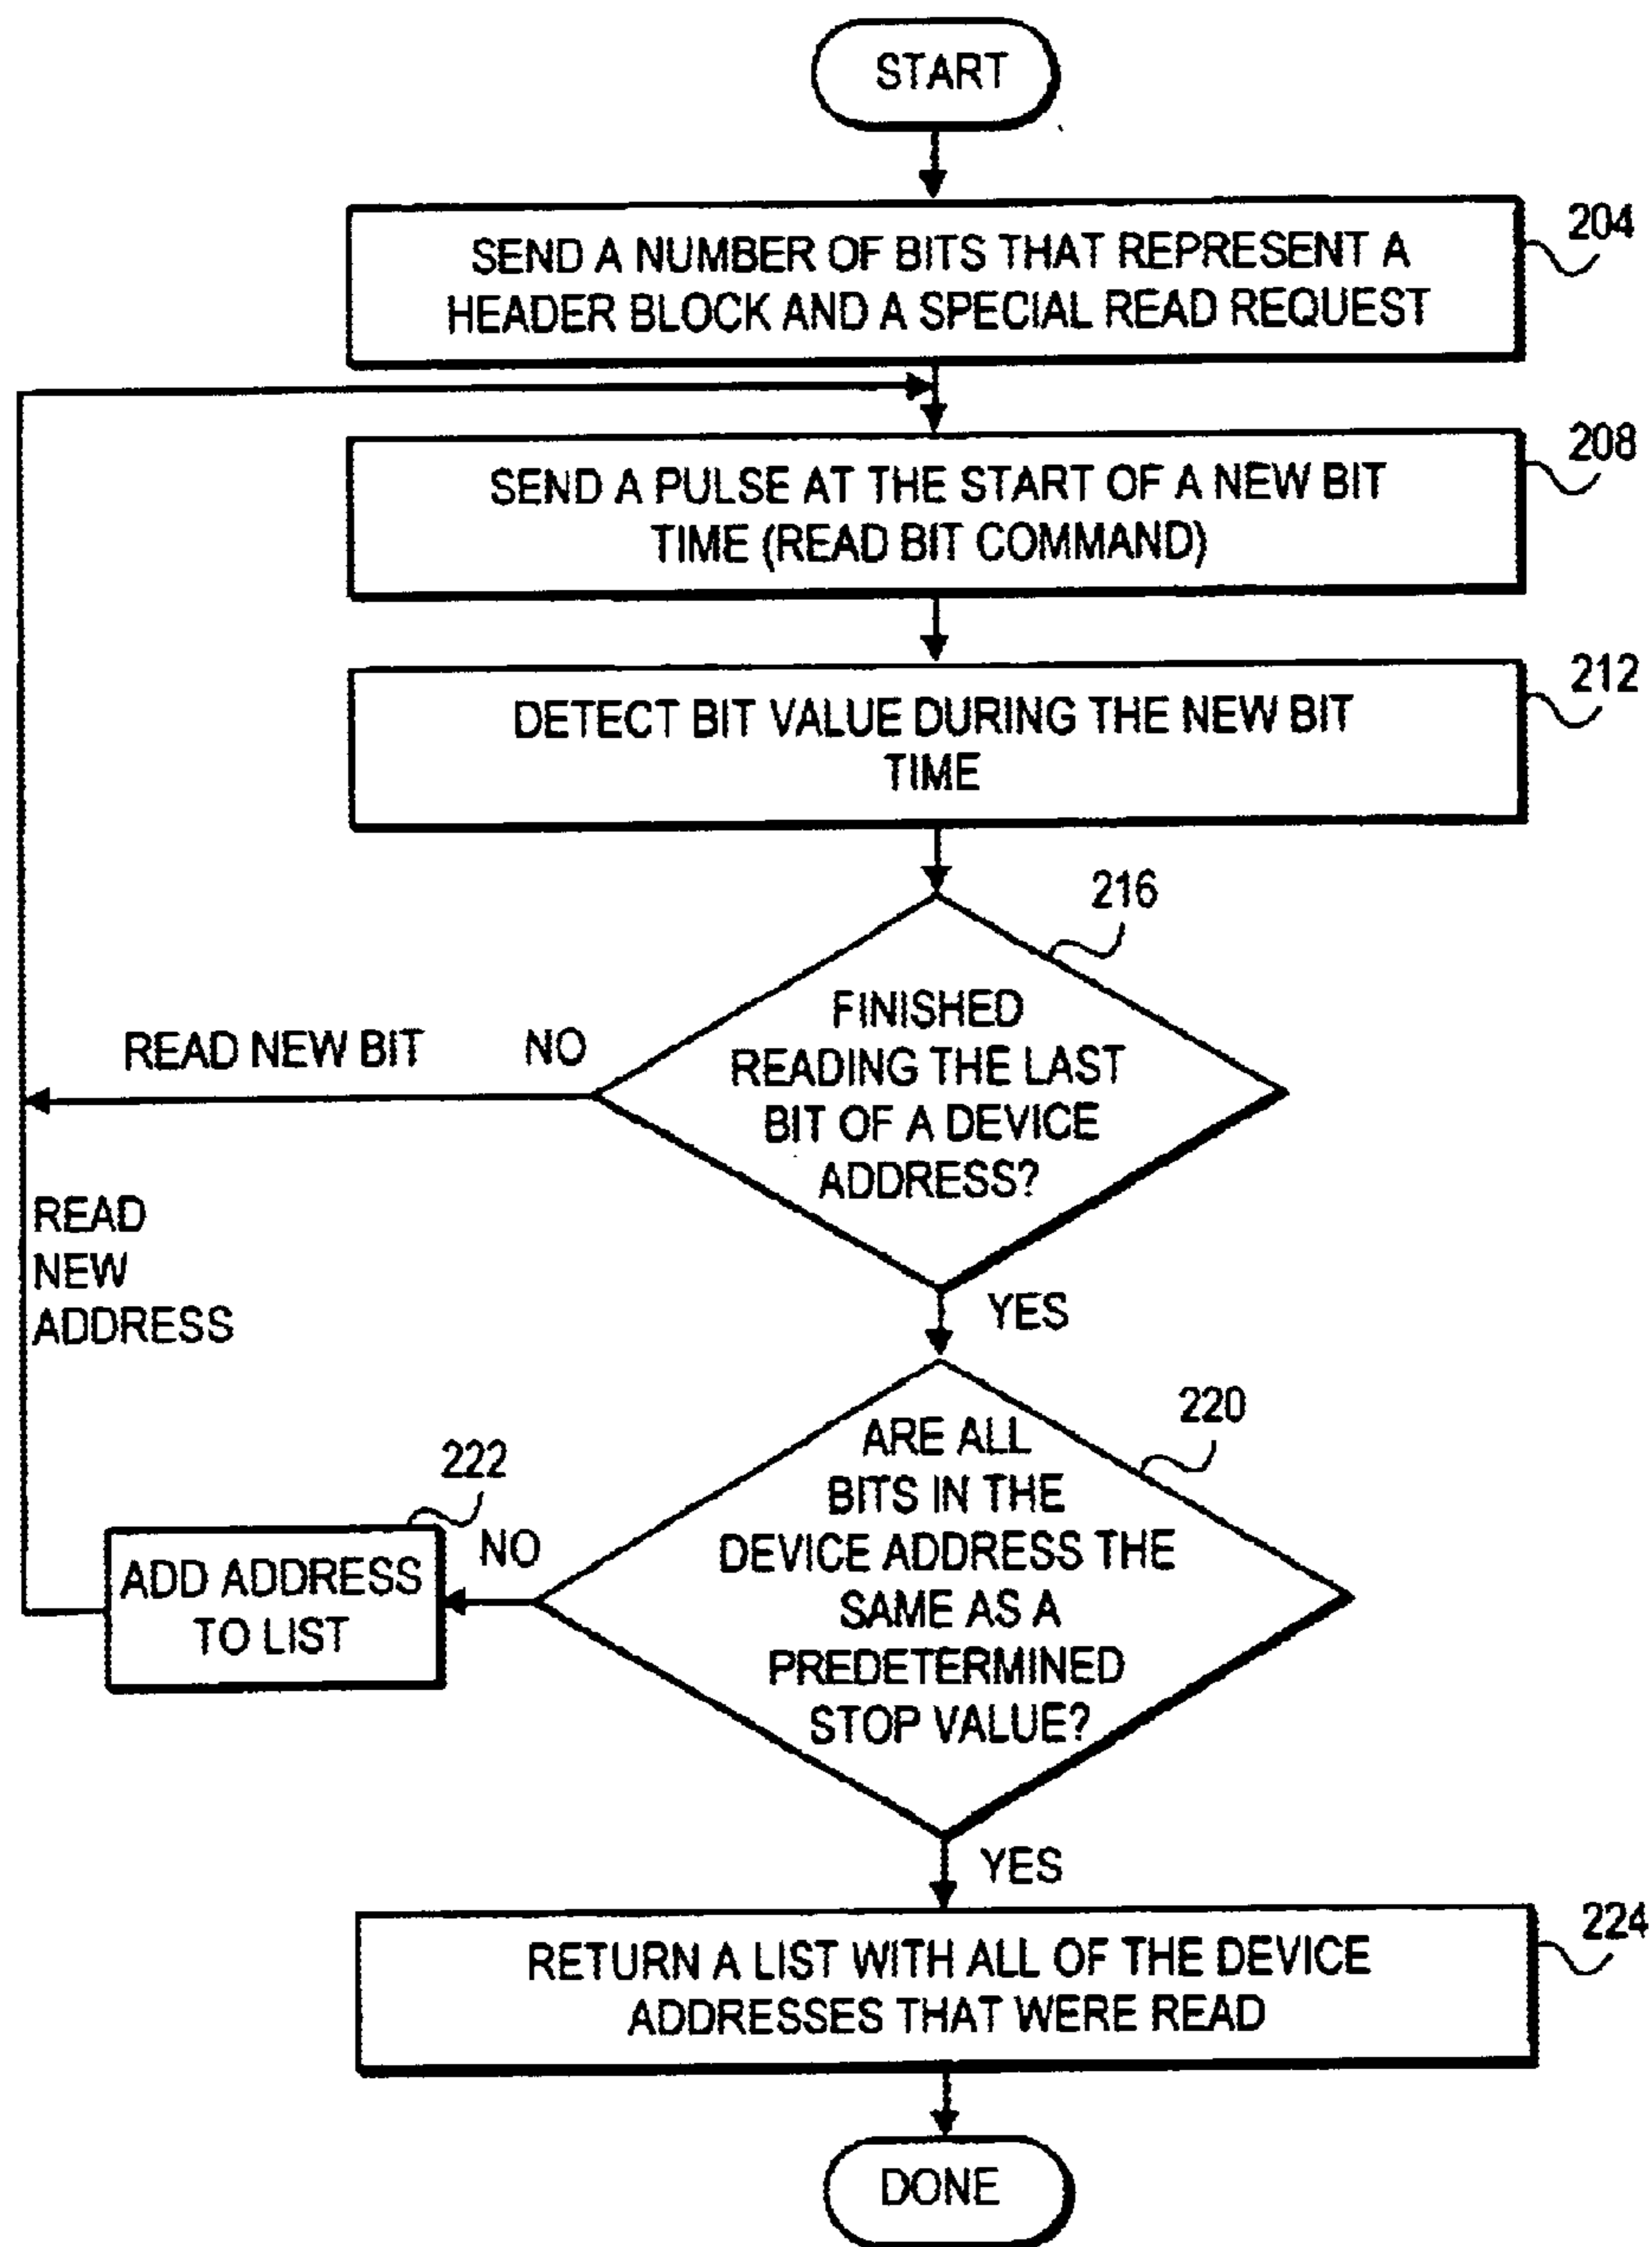 START
SEND A NUMBER OF BITS THAT REPRESENT A
HEADER BLOCK AND A SPECIAL READ REQUEST
204
SEND A PULSE AT THE START OF A NEW BIT
TIME (READ BIT COMMAND)
208
DETECT BIT VALUE DURING THE NEW BIT
TIME
212
216
FINISHED
READING THE LAST
BIT OF A DEVICE
ADDRESS?
NO
READ NEW BIT
YES
READ
NEW
ADDRESS
220
ARE ALL
BITS IN THE
DEVICE ADDRESS THE
SAME AS A
PREDETERMINED
STOP VALUE?
NO
222
ADD ADDRESS
TO LIST
YES
RETURN A LIST WITH ALL OF THE DEVICE
ADDRESSES THAT WERE READ
224
DONE